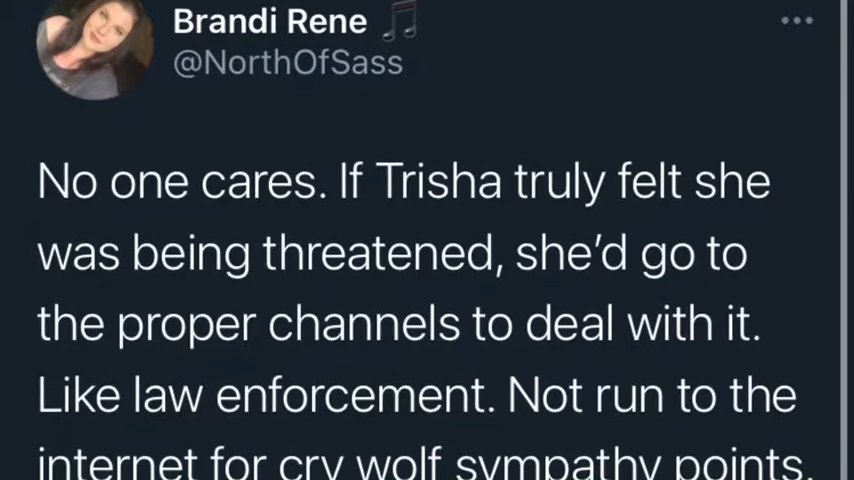 Brandi Rene 🎵
@NorthOfSass
No one cares. If Trisha truly felt she
was being threatened, she’d go to
the proper channels to deal with it.
Like law enforcement. Not run to the
internet for cry wolf sympathy points.